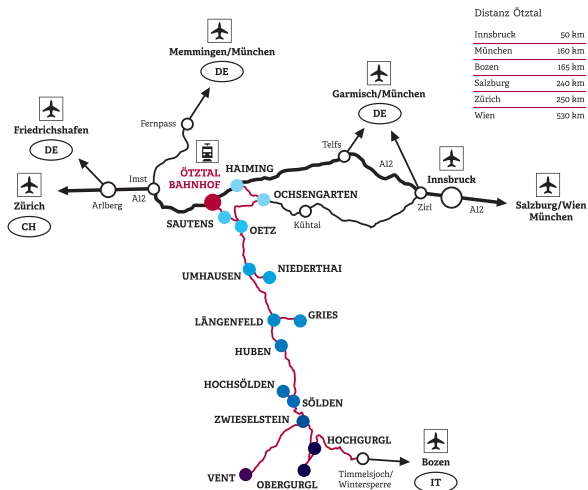 Distanz Ötztal
Innsbruck 50 km
München 160 km
Bozen 165 km
Salzburg 240 km
Zürich 250 km
Wien 530 km
Memmingen/München
DE
Garmisch/München
DE
Friedrichshafen
DE
Fernpass
Telfs
A12
Innsbruck
ÖTZTAL
BAHNHOF
HAIMING
Imst
A12
Zürich
CH
Arlberg
OCHSENGARTEN
Zirl
A12
Salzburg/Wien
München
SAUTENS
OETZ
Kühtai
UMHAUSEN
NIEDERTHAI
LÄNGENFELD
GRIES
HUBEN
HOCHSÖLDEN
SÖLDEN
ZWIESELSTEIN
HOCHGURGL
VENT
OBERGURGL
Timmelsjoch/
Wintersperre
Bozen
IT